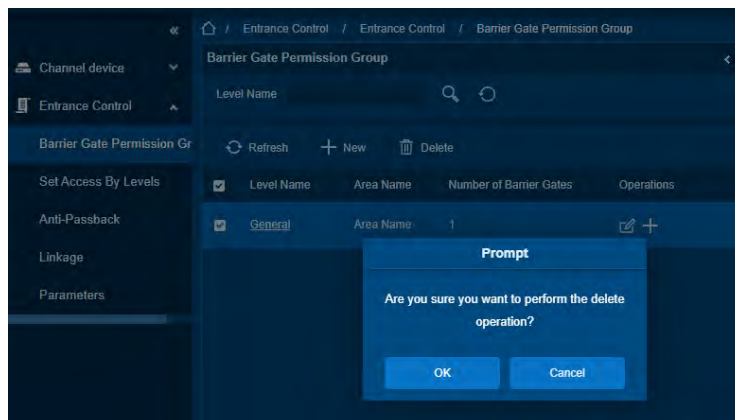 Entrance Control / Entrance Control / Barrier Gate Permission Group
Channel device
Entrance Control
Barrier Gate Permission Gr
Set Access By Levels
Anti-Passback
Linkage
Parameters
Barrier Gate Permission Group
Level Name
Refresh New Delete
Level Name Area Name Number of Barrier Gates Operations
General Area Name 1
Prompt
Are you sure you want to perform the delete
operation?
OK Cancel